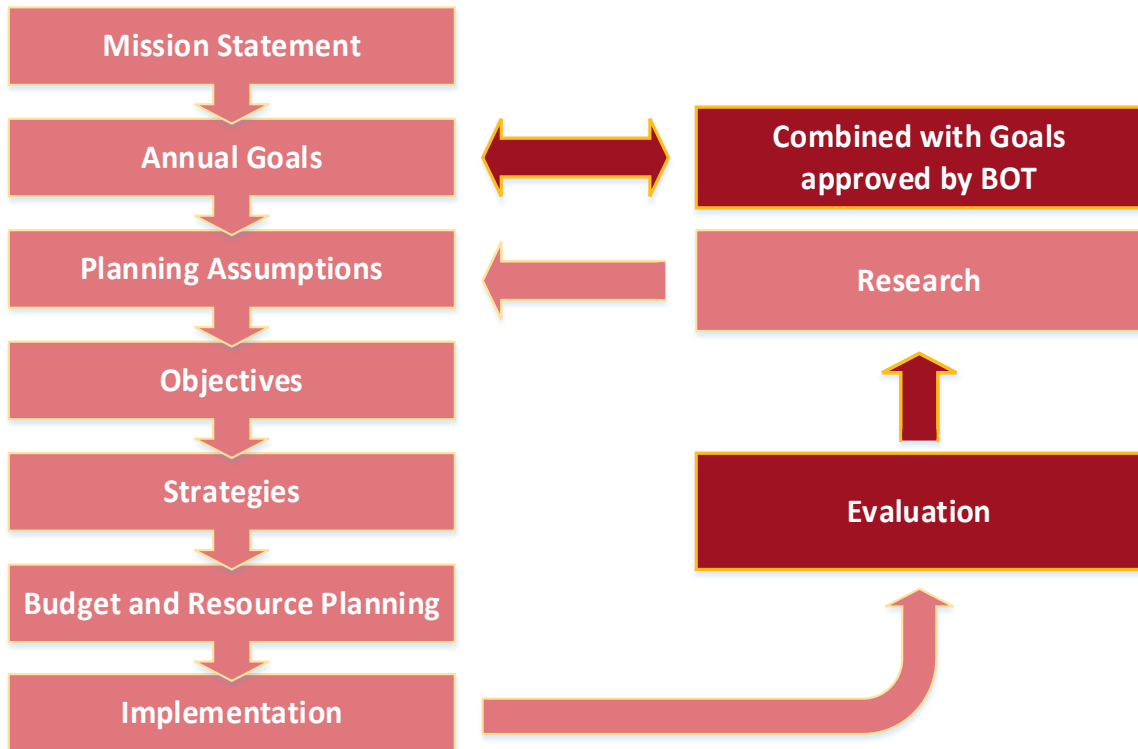 Mission Statement
Annual Goals
Planning Assumptions
Objectives
Strategies
Budget and Resource Planning
Implementation
Combined with Goals
approved by BOT
Research
Evaluation